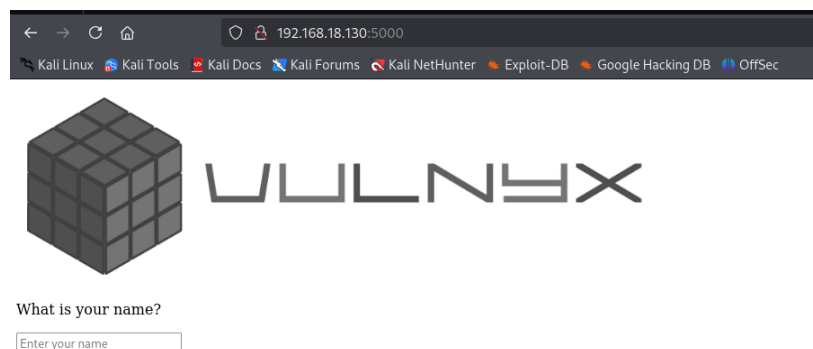 192.168.18.130:5000
Kali Linux Kali Tools Kali Docs Kali Forums Kali NetHunter Exploit-DB Google Hacking DB OffSec
VULNYX
What is your name?
Enter your name